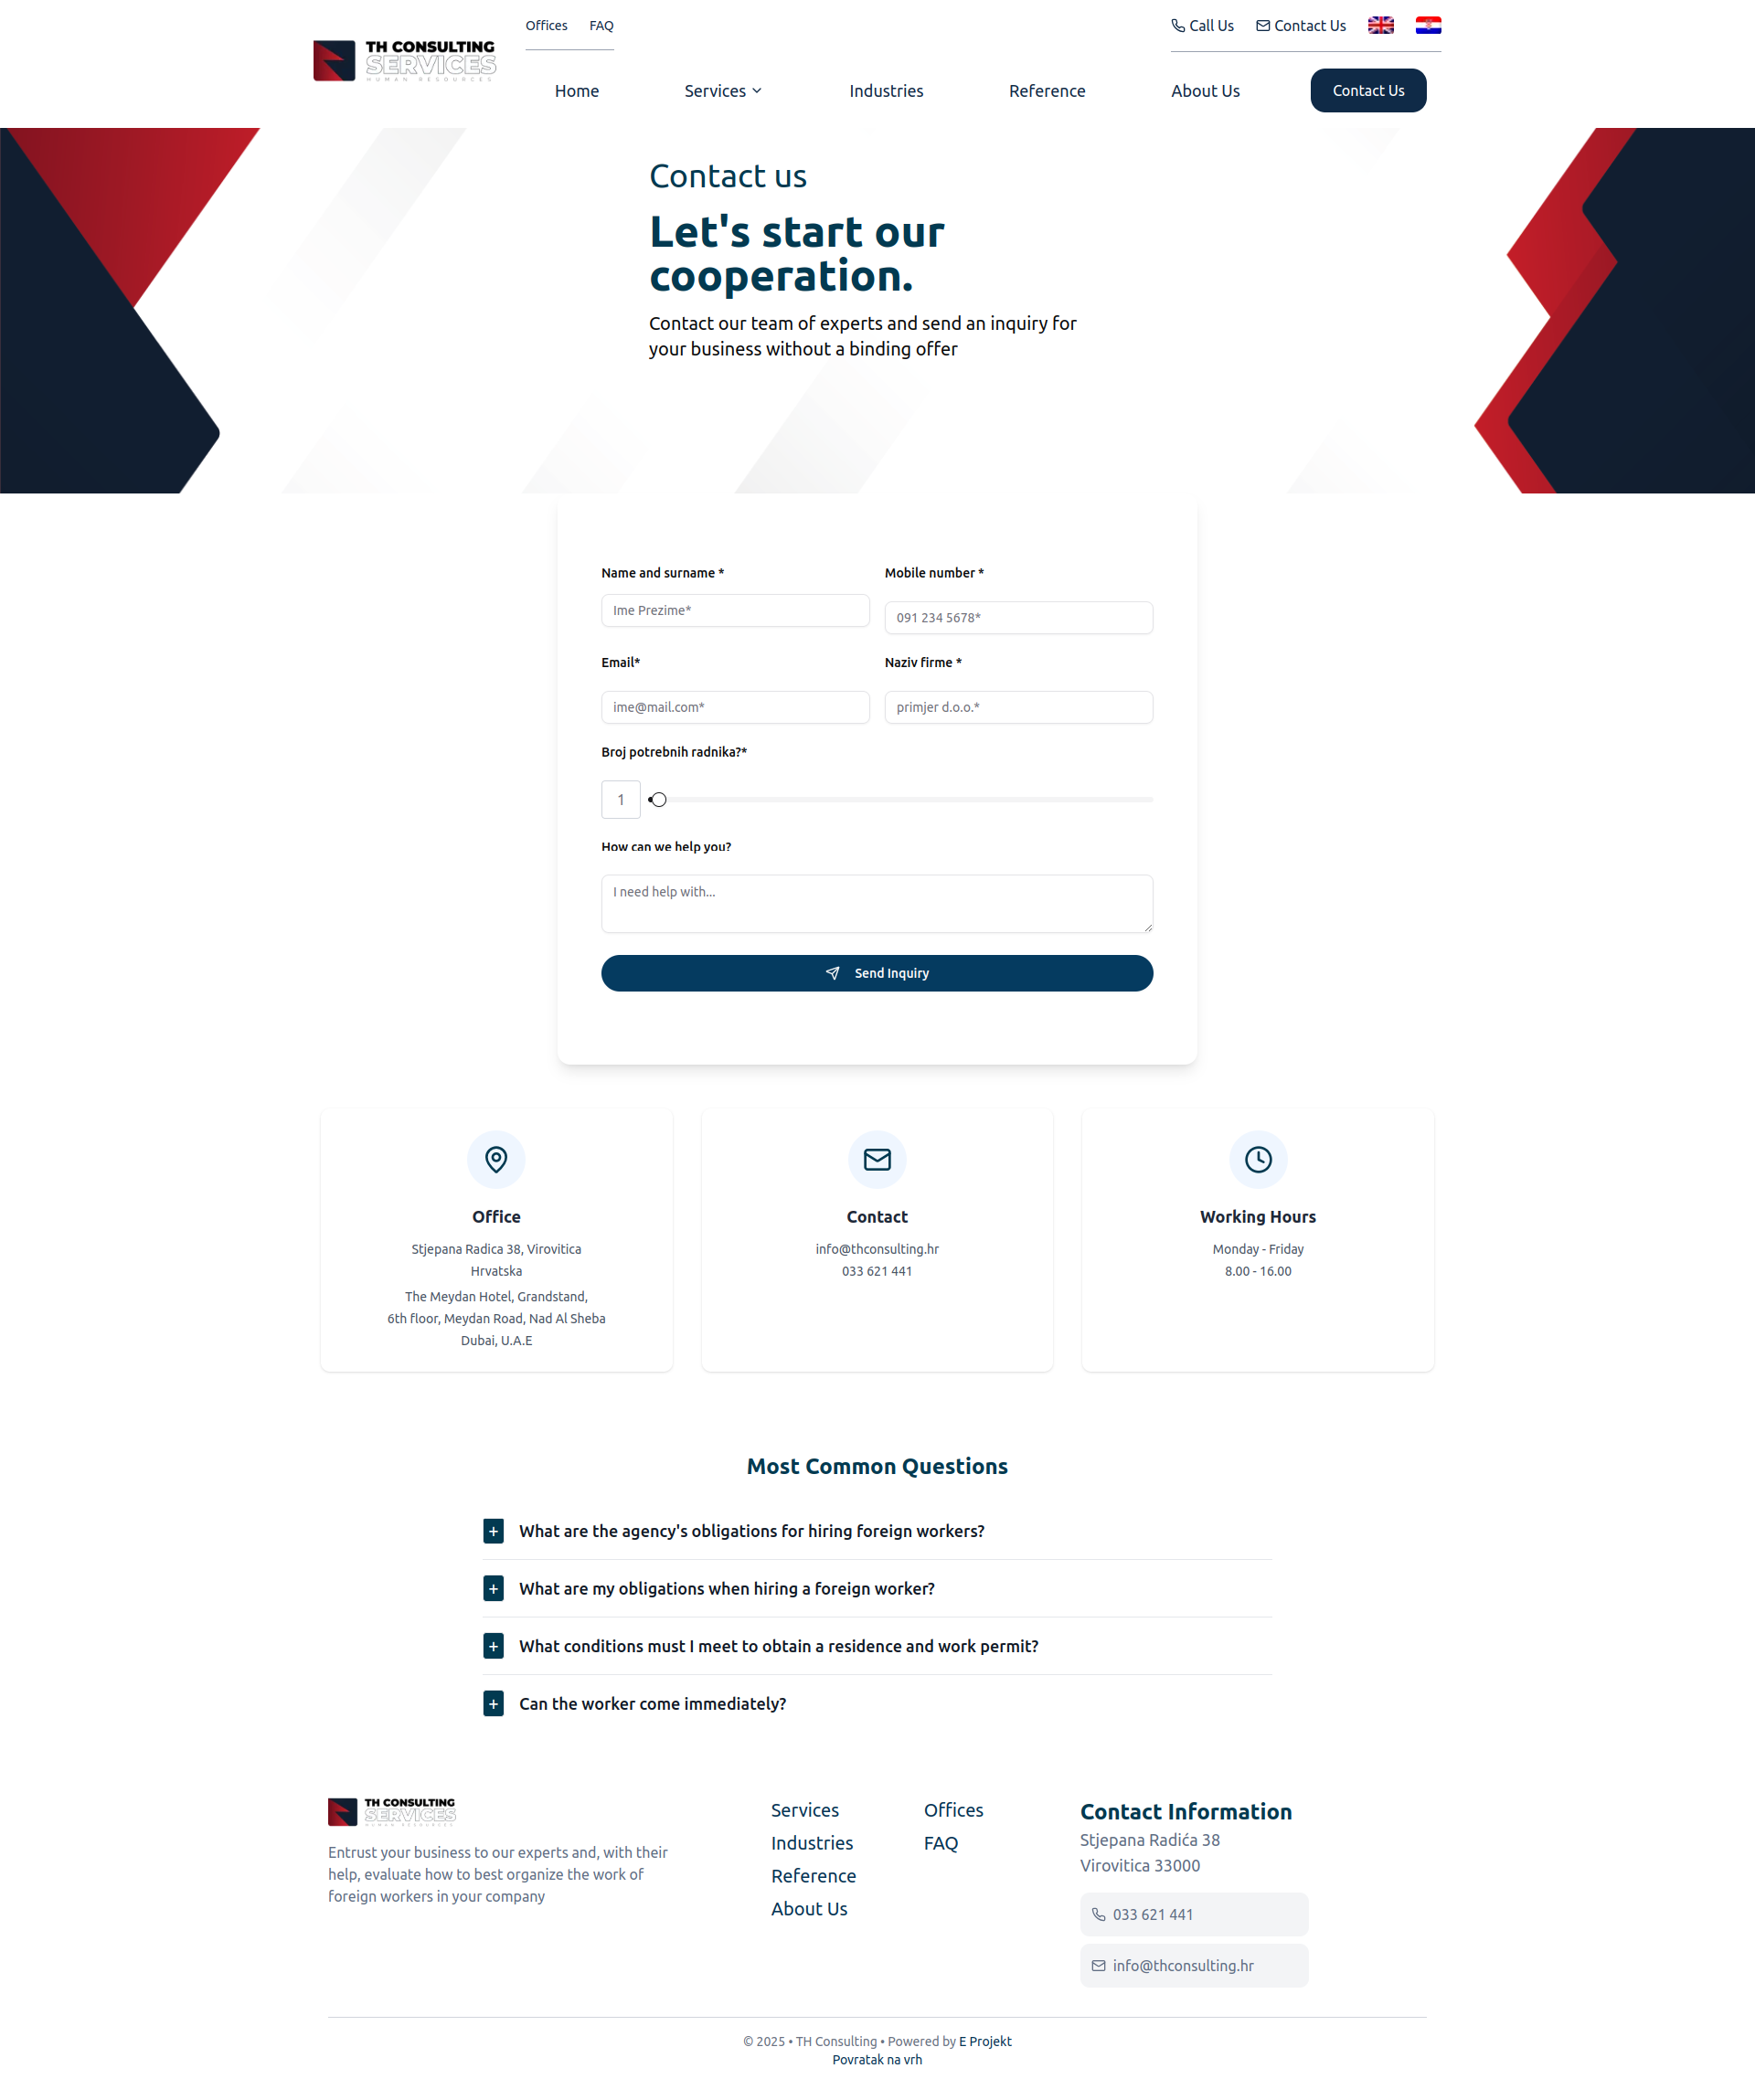 TH CONSULTING
SERVICES
HUMAN RESOURCES
Offices
FAQ
Call Us
Contact Us
Home
Services
Industries
Reference
About Us
Contact Us
Contact us
Let's start our
cooperation.
Contact our team of experts and send an inquiry for
your business without a binding offer
Name and surname *
Mobile number *
Ime Prezime*
091 234 5678*
Email*
Naziv firme *
ime@mail.com*
primjer d.o.o.*
Broj potrebnih radnika?*
1
How can we help you?
I need help with...
Send Inquiry
Office
Stjepana Radica 38, Virovitica
Hrvatska
The Meydan Hotel, Grandstand,
6th floor, Meydan Road, Nad Al Sheba
Dubai, U.A.E
Contact
info@thconsulting.hr
033 621 441
Working Hours
Monday - Friday
8.00 - 16.00
Most Common Questions
+ What are the agency's obligations for hiring foreign workers?
+ What are my obligations when hiring a foreign worker?
+ What conditions must I meet to obtain a residence and work permit?
+ Can the worker come immediately?
TH CONSULTING
SERVICES
HUMAN RESOURCES
Entrust your business to our experts and, with their
help, evaluate how to best organize the work of
foreign workers in your company
Services
Industries
Reference
About Us
Offices
FAQ
Contact Information
Stjepana Radića 38
Virovitica 33000
033 621 441
info@thconsulting.hr
© 2025 • TH Consulting • Powered by E Projekt
Povratak na vrh